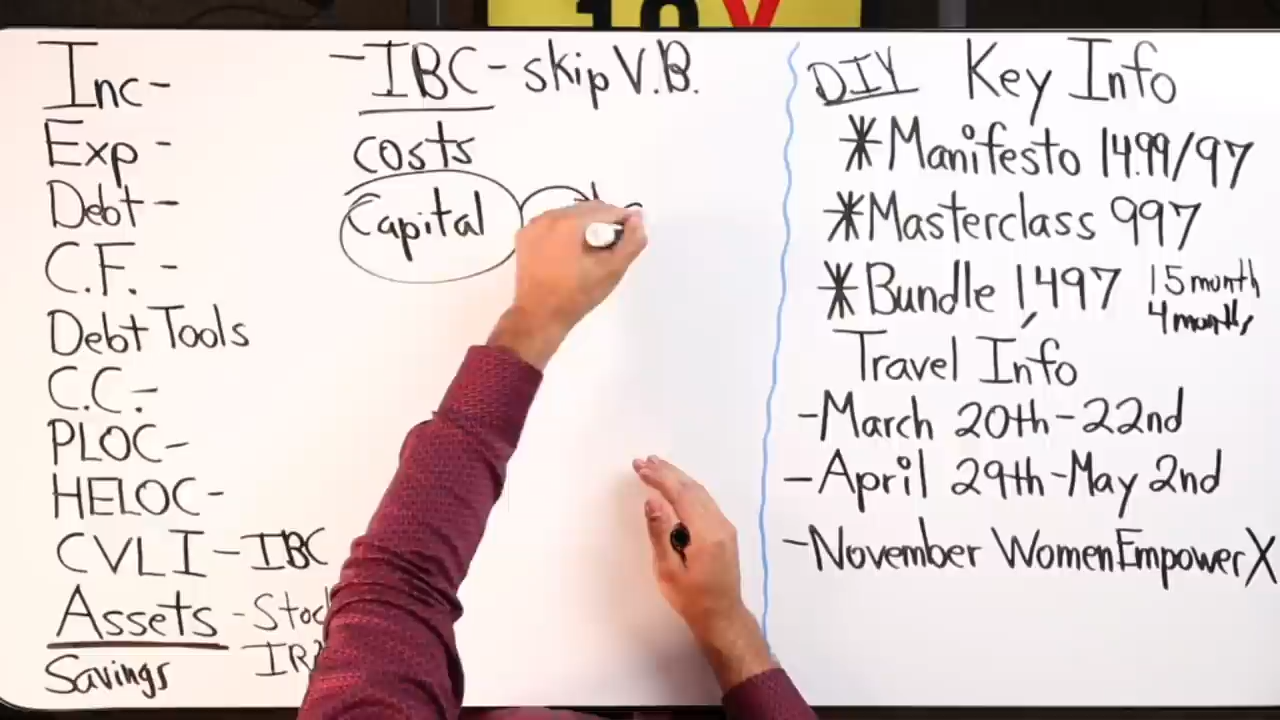 Inc-
Exp-
Debt-
C.F.-
Debt Tools
C.C.-
PLOC-
HELOC-
CVLI-IBC
Assets-
Savings
-IBC-skip V.B.
costs
Capital
DIY Key Info
*Manifesto 14.99/97
*Masterclass 997
*Bundle 1,497 15 month
4 months
Travel Info
-March 20th-22nd
-April 29th-May 2nd
-November WomenEmpowerX